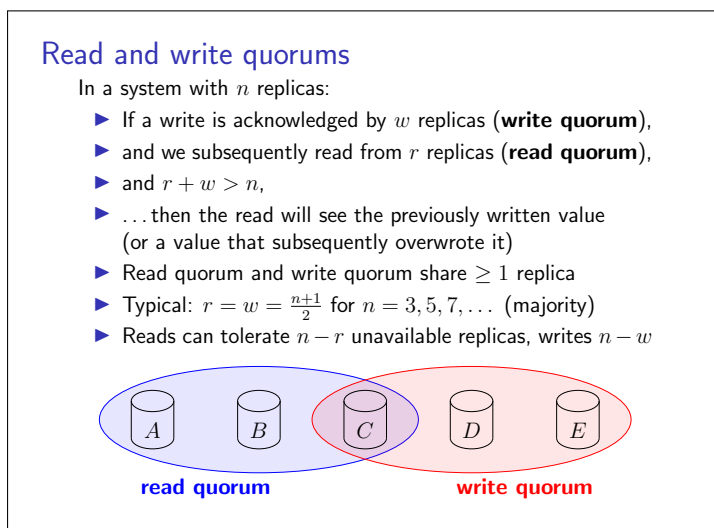 Read and write quorums
In a system with n replicas:
▶ If a write is acknowledged by w replicas (write quorum),
▶ and we subsequently read from r replicas (read quorum),
▶ and r + w > n,
▶ . . . then the read will see the previously written value
(or a value that subsequently overwrote it)
▶ Read quorum and write quorum share ≥ 1 replica
▶ Typical: r = w = (n+1)/2 for n = 3, 5, 7, . . . (majority)
▶ Reads can tolerate n − r unavailable replicas, writes n − w
A B C D E
read quorum write quorum